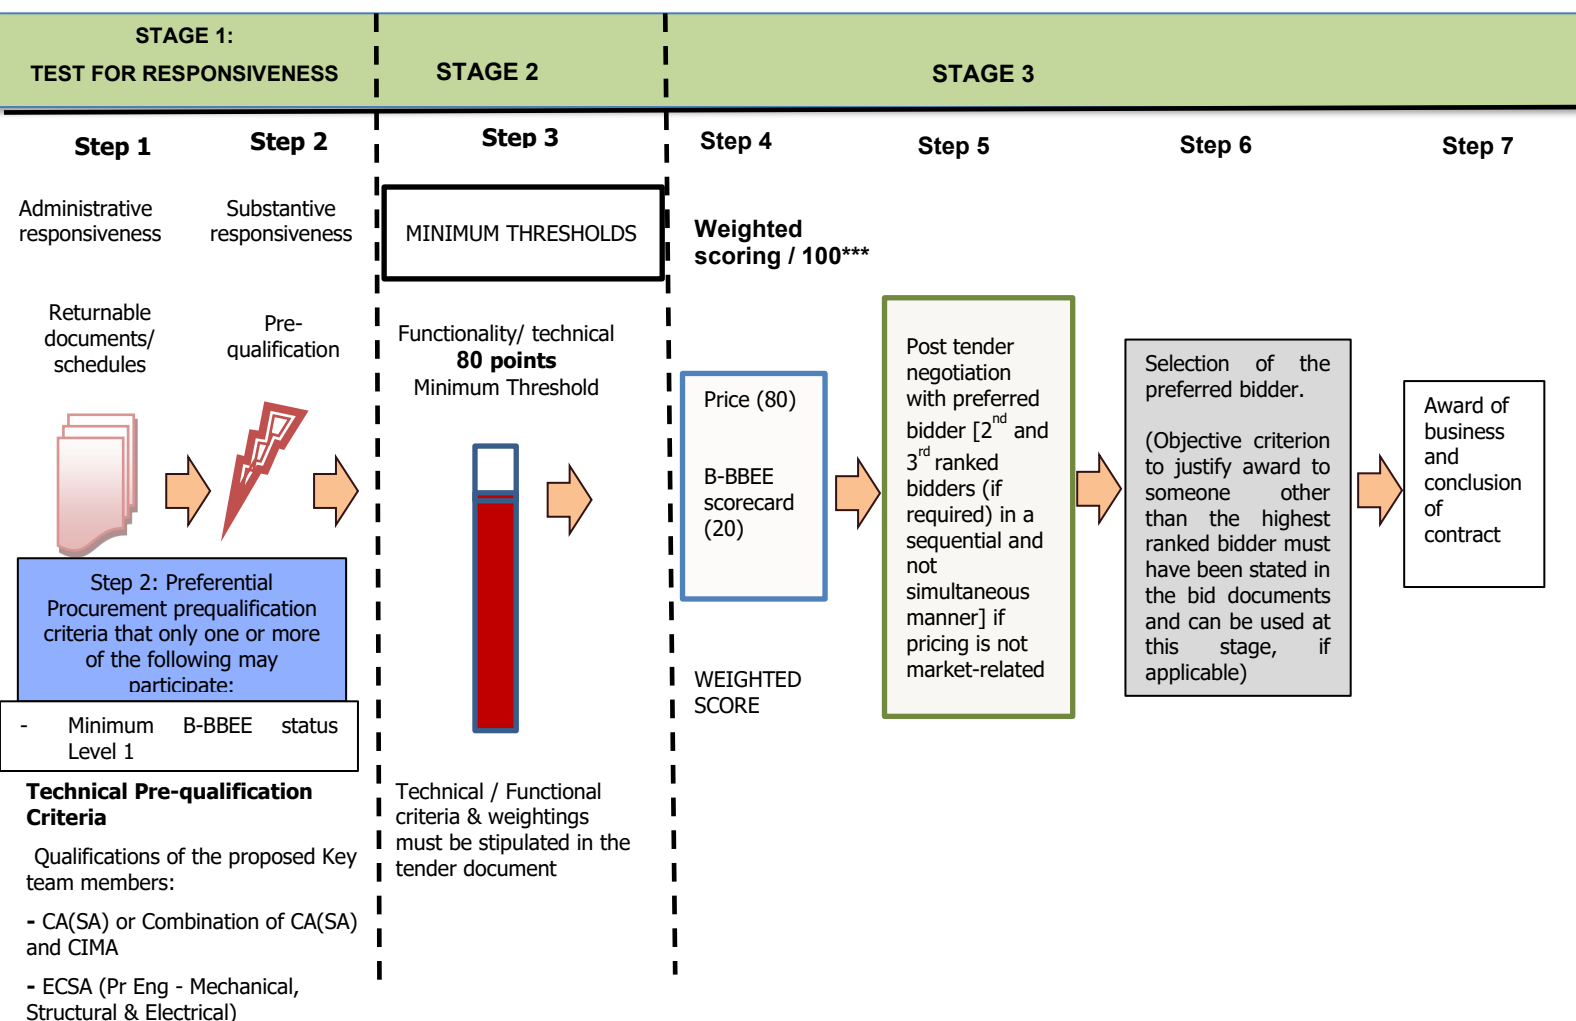 STAGE 1:
TEST FOR RESPONSIVENESS
STAGE 2
STAGE 3
Step 1
Step 2
Step 3
Step 4
Step 5
Step 6
Step 7
Administrative
responsiveness
Substantive
responsiveness
MINIMUM THRESHOLDS
Weighted
scoring / 100***
Returnable
documents/
schedules
Pre-
qualification
Functionality/ technical
80 points
Minimum Threshold
Price (80)
B-BBEE
scorecard
(20)
WEIGHTED
SCORE
Post tender
negotiation
with preferred
bidder [2nd and
3rd ranked
bidders (if
required) in a
sequential and
not
simultaneous
manner] if
pricing is not
market-related
Selection of the
preferred bidder.
(Objective criterion
to justify award to
someone other
than the highest
ranked bidder must
have been stated in
the bid documents
and can be used at
this stage, if
applicable)
Award of
business
and
conclusion
of
contract
Step 2: Preferential
Procurement prequalification
criteria that only one or more
of the following may
participate:
- Minimum B-BBEE status
Level 1
Technical Pre-qualification
Criteria
Qualifications of the proposed Key
team members:
- CA(SA) or Combination of CA(SA)
and CIMA
- ECSA (Pr Eng - Mechanical,
Structural & Electrical)
Technical / Functional
criteria & weightings
must be stipulated in the
tender document